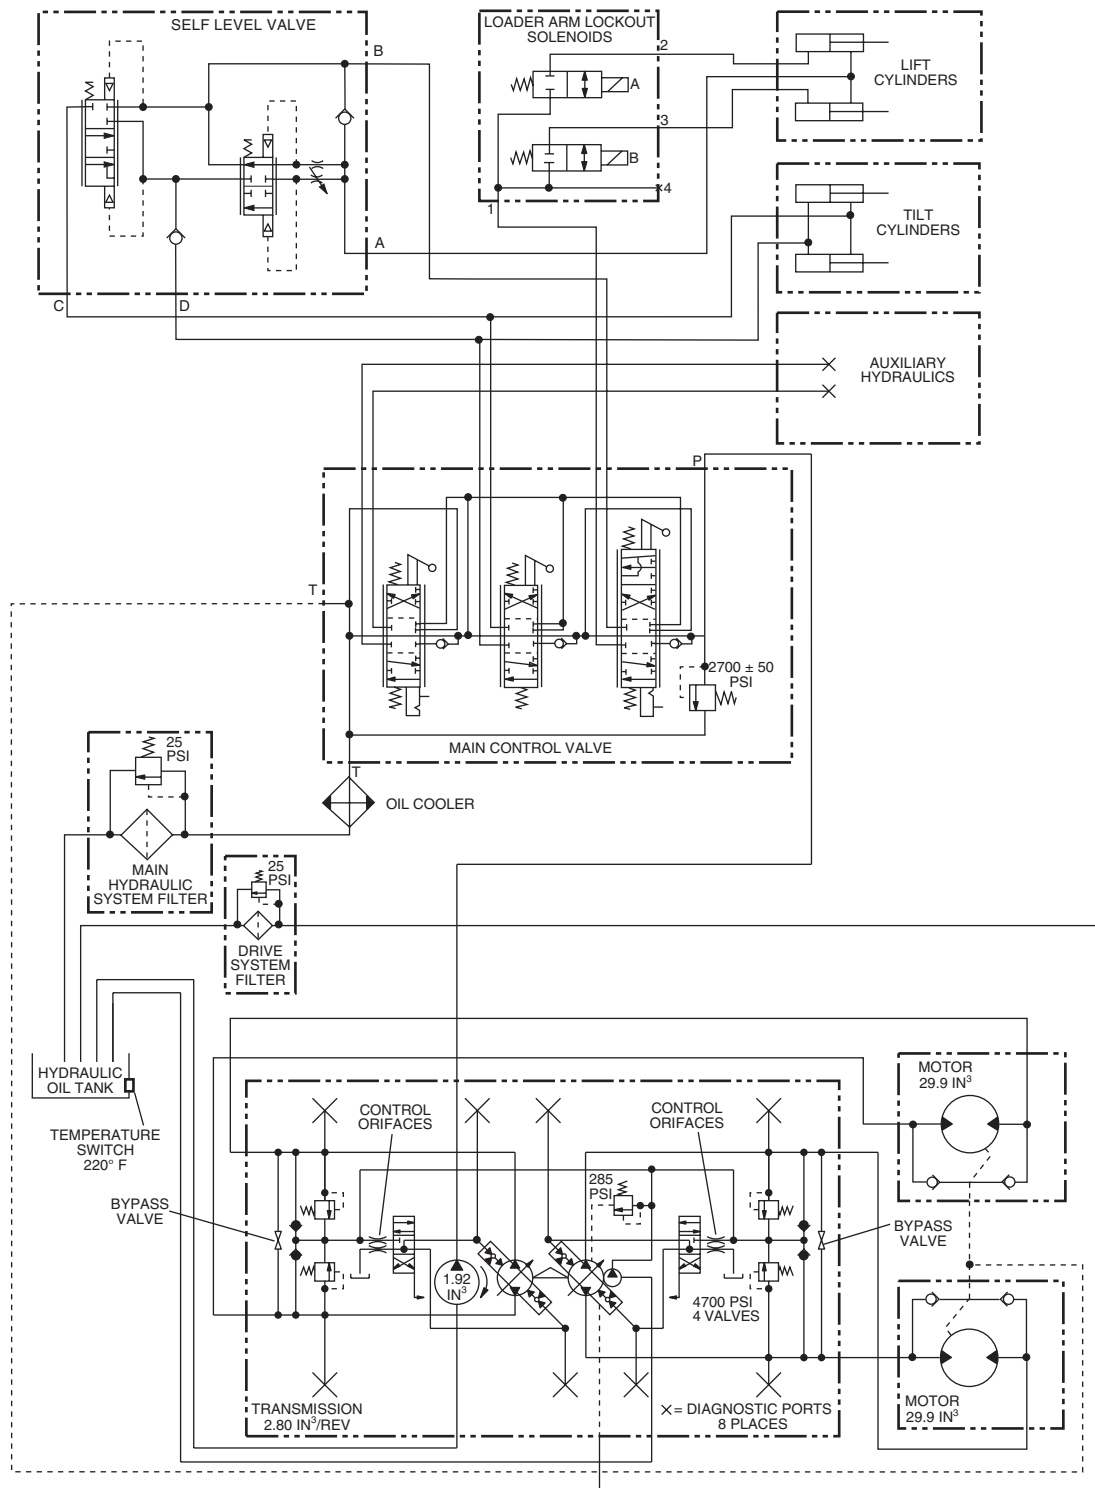 SELF LEVEL VALVE
B
A
C
D
LOADER ARM LOCKOUT
SOLENOIDS
2
A
3
B
4
1
LIFT
CYLINDERS
TILT
CYLINDERS
AUXILIARY
HYDRAULICS
P
T
2700 ± 50
PSI
MAIN CONTROL VALVE
T
OIL COOLER
25
PSI
MAIN
HYDRAULIC
SYSTEM FILTER
25
PSI
DRIVE
SYSTEM
FILTER
HYDRAULIC
OIL TANK
TEMPERATURE
SWITCH
220° F
MOTOR
29.9 IN³
CONTROL
ORIFACES
CONTROL
ORIFACES
285
PSI
BYPASS
VALVE
BYPASS
VALVE
1.92
IN³
4700 PSI
4 VALVES
TRANSMISSION
2.80 IN³/REV
X = DIAGNOSTIC PORTS
8 PLACES
MOTOR
29.9 IN³